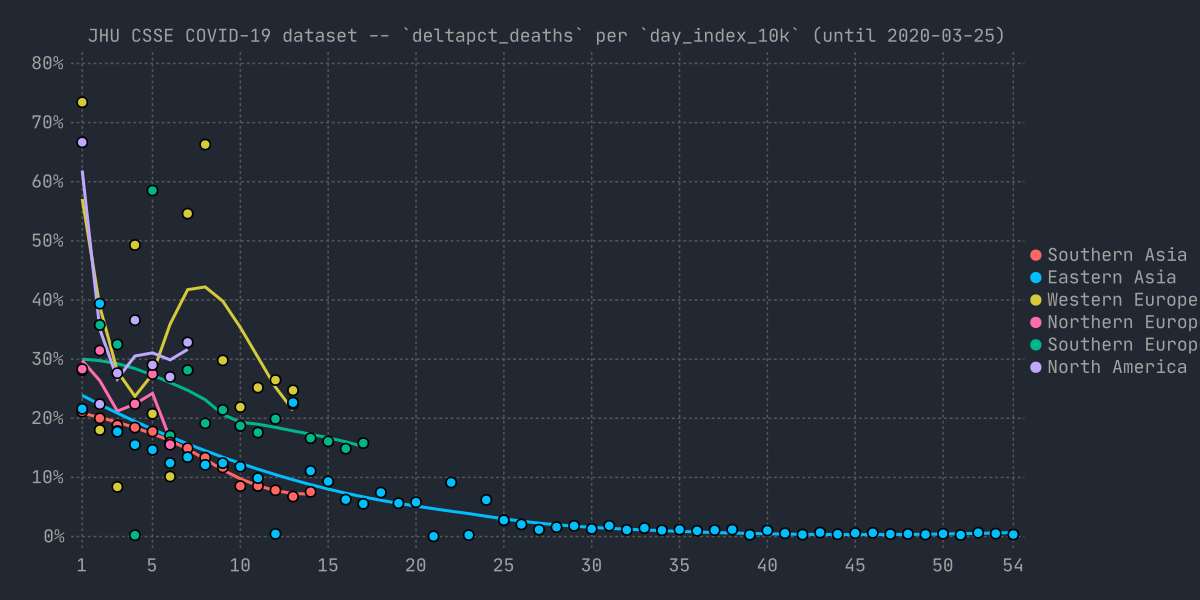 JHU CSSE COVID-19 dataset -- `deltapct_deaths` per `day_index_10k` (until 2020-03-25)
80%
70%
60%
50%
40%
30%
20%
10%
0%
1 5 10 15 20 25 30 35 40 45 50 54
Southern Asia
Eastern Asia
Western Europe
Northern Europ
Southern Europ
North America